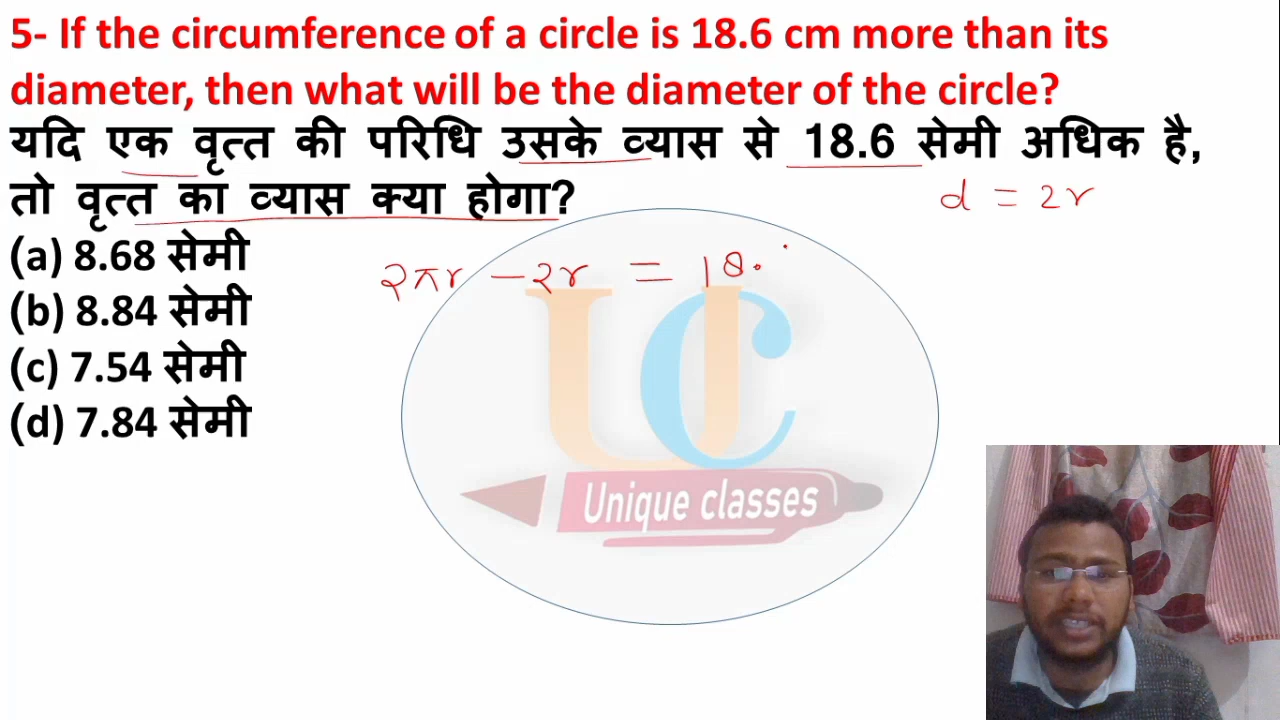 5- If the circumference of a circle is 18.6 cm more than its
diameter, then what will be the diameter of the circle?
यदि एक वृत्त की परिधि उसके व्यास से 18.6 सेमी अधिक है,
तो वृत्त का व्यास क्या होगा?
d = 2r
(a) 8.68 सेमी
2πr - 2r = 18.
(b) 8.84 सेमी
(c) 7.54 सेमी
(d) 7.84 सेमी
UC
Unique classes